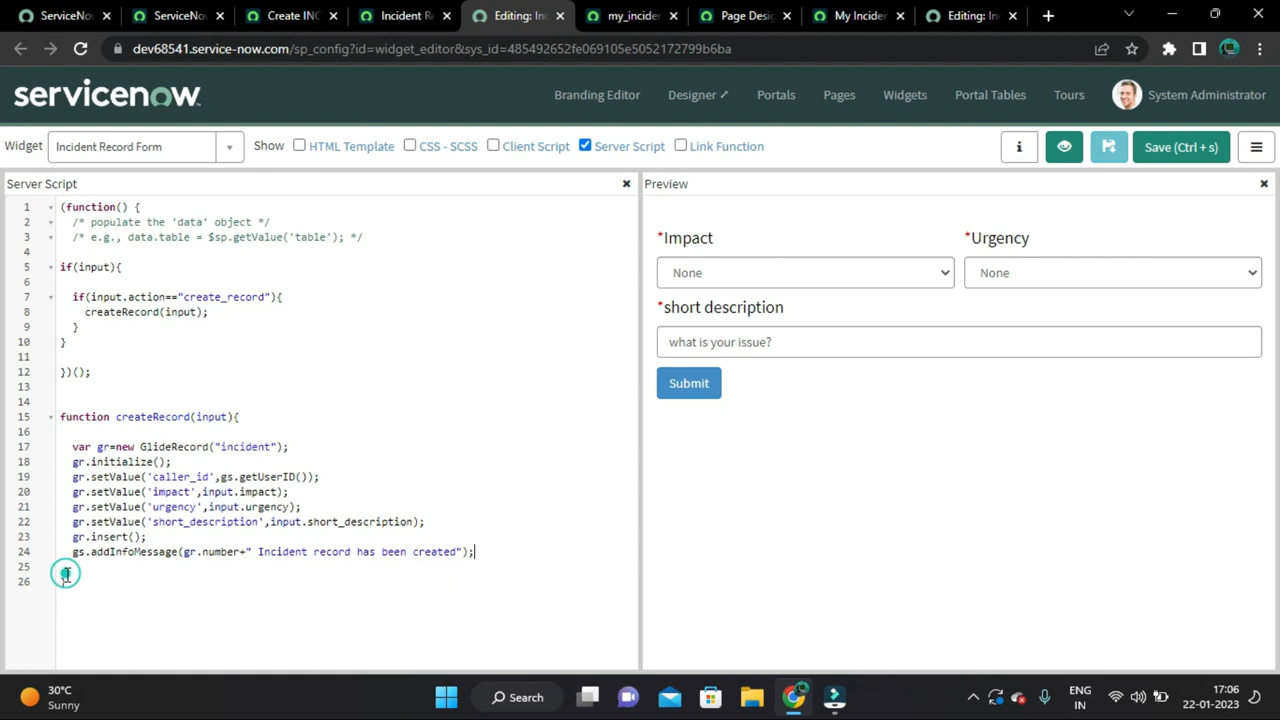 ServiceNo
ServiceNov
Create INC
Incident R
Editing: In
my_incide
Page Desi
My Incide
Editing: In
dev68541.service-now.com/sp_config?id=widget_editor&sys_id=485492652fe069105e5052172799b6ba
servicenow
Branding Editor
Designer
Portals
Pages
Widgets
Portal Tables
Tours
System Administrator
Widget
Incident Record Form
Show
HTML Template
CSS - SCSS
Client Script
Server Script
Link Function
Save (Ctrl + s)
Server Script
Preview
1 (function() {
2 /* populate the 'data' object */
3 /* e.g., data.table = $sp.getValue('table'); */
4
5 if(input){
6
7 if(input.action=="create_record"){
8 createRecord(input);
9 }
10 }
11
12 })();
13
14
15 function createRecord(input){
16
17 var gr=new GlideRecord("incident");
18 gr.initialize();
19 gr.setValue('caller_id',gs.getUserID());
20 gr.setValue('impact',input.impact);
21 gr.setValue('urgency',input.urgency);
22 gr.setValue('short_description',input.short_description);
23 gr.insert();
24 gs.addInfoMessage(gr.number+" Incident record has been created");
25
26
*Impact
*Urgency
None
None
*short description
what is your issue?
Submit
30°C
Sunny
Search
ENG
IN
17:06
22-01-2023